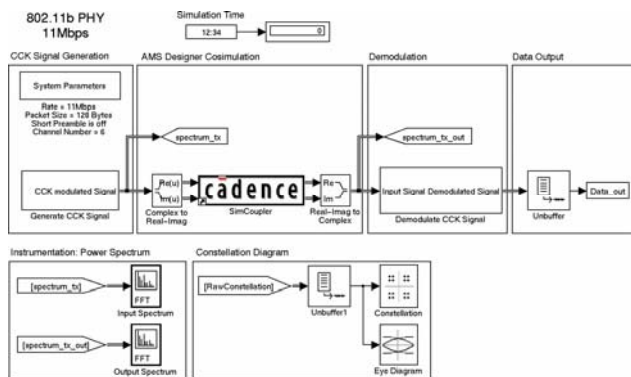 802.11b PHY
11Mbps
Simulation Time
12:34
0
CCK Signal Generation
AMS Designer Cosimulation
Demodulation
Data Output
System Parameters
Rate = 11Mbps
Packet Size = 128 Bytes
Short Preamble is off
Channel Number = 6
spectrum_tx
spectrum_tx_out
CCK modulated Signal
Generate CCK Signal
Re(u)
Im(u)
Complex to
Real-Imag
cadence
SimCoupler
Re
Im
Real-Imag to
Complex
Input Signal Demodulated Signal
Demodulate CCK Signal
Unbuffer
Data_out
Instrumentation: Power Spectrum
Constellation Diagram
[spectrum_tx]
FFT
Input Spectrum
[spectrum_tx_out]
FFT
Output Spectrum
[RawConstellation]
Unbuffer1
Constellation
Eye Diagram